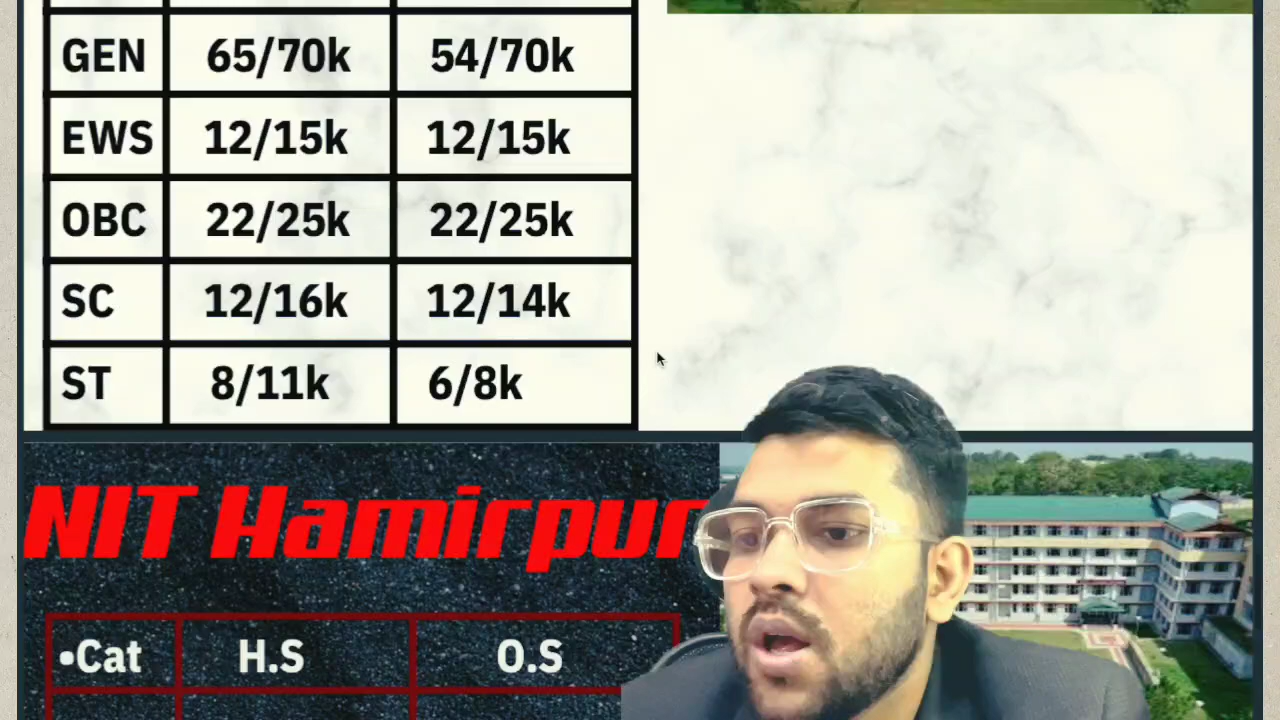 GEN 65/70k 54/70k
EWS 12/15k 12/15k
OBC 22/25k 22/25k
SC 12/16k 12/14k
ST 8/11k 6/8k
NIT Hamirpur
•Cat H.S O.S